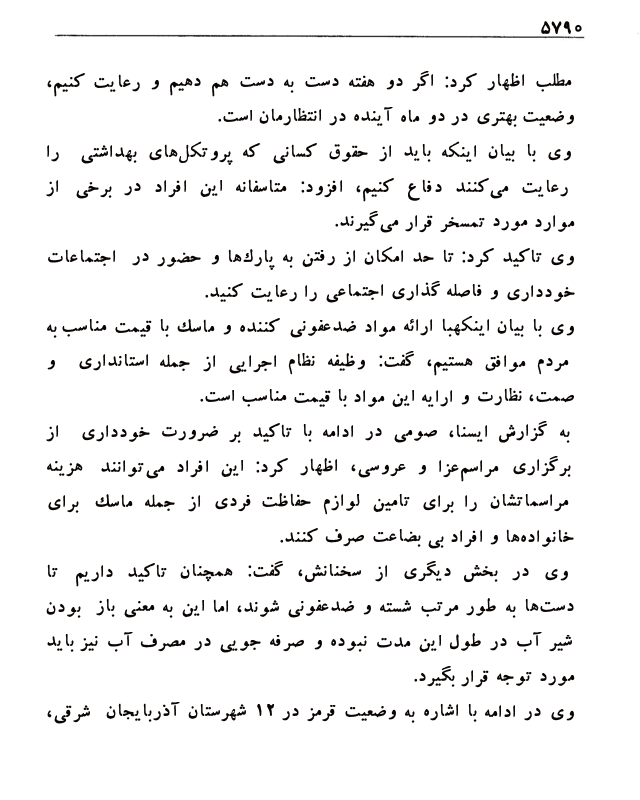 ۵۷۹۰
مطلب اظهار کرد: اگر دو هفته دست به دست هم دهیم و رعایت کنیم،
وضعیت بهتری در دو ماه آینده در انتظارمان است.
وی با بیان اینکه باید از حقوق کسانی که پروتکل‌های بهداشتی را
رعایت می‌کنند دفاع کنیم، افزود: متاسفانه این افراد در برخی از
موارد مورد تمسخر قرار می‌گیرند.
وی تاکید کرد: تا حد امکان از رفتن به پارك‌ها و حضور در اجتماعات
خودداری و فاصله گذاری اجتماعی را رعایت کنید.
وی با بیان اینکهبا ارائه مواد ضدعفونی کننده و ماسك با قیمت مناسب به
مردم موافق هستیم، گفت: وظیفه نظام اجرایی از جمله استانداری و
صمت، نظارت و ارایه این مواد با قیمت مناسب است.
به گزارش ایسنا، صومی در ادامه با تاکید بر ضرورت خودداری از
برگزاری مراسم‌عزا و عروسی، اظهار کرد: این افراد می‌توانند هزینه
مراسماتشان را برای تامین لوازم حفاظت فردی از جمله ماسك برای
خانواده‌ها و افراد بی بضاعت صرف کنند.
وی در بخش دیگری از سخنانش، گفت: همچنان تاکید داریم تا
دست‌ها به طور مرتب شسته و ضدعفونی شوند، اما این به معنی باز بودن
شیر آب در طول این مدت نبوده و صرفه جویی در مصرف آب نیز باید
مورد توجه قرار بگیرد.
وی در ادامه با اشاره به وضعیت قرمز در ۱۲ شهرستان آذربایجان شرقی،